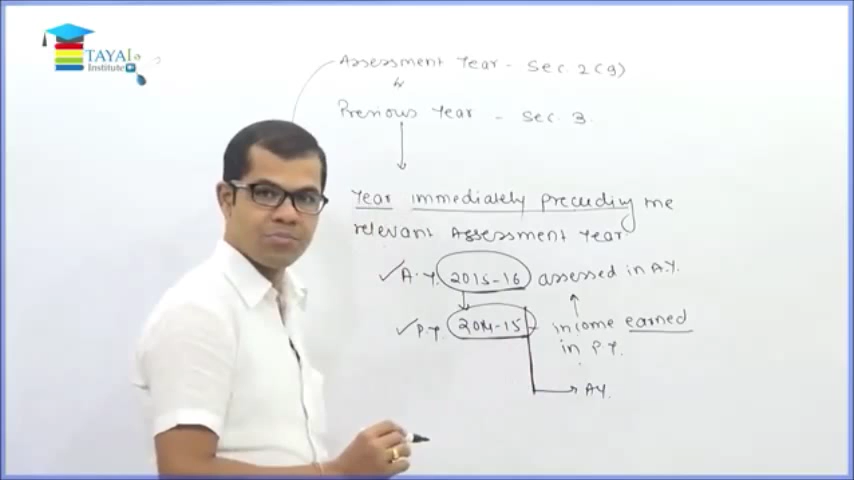 TAYAL
Institute
Assessment Year - Sec. 2(9)
&
Previous Year - Sec 3.
Year immediately preceding the
relevant Assessment Year
A.Y. 2015-16 assessed in A.Y.
P.Y. 2014-15 - income earned
in P.Y.
A.Y.